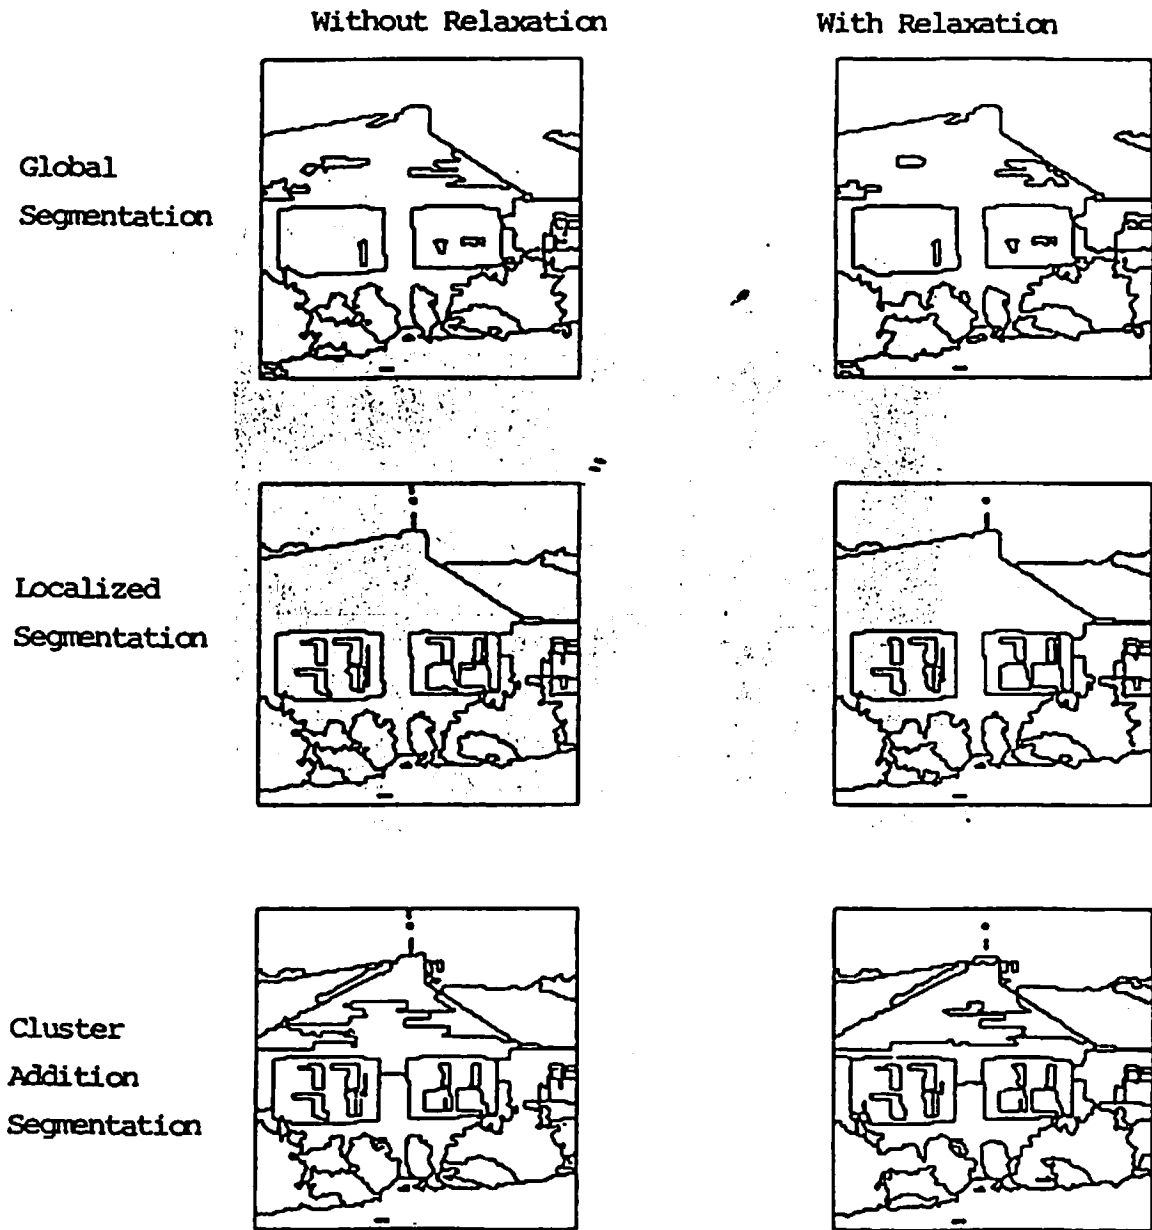 Without Relaxation
With Relaxation
Global
Segmentation
Localized
Segmentation
Cluster
Addition
Segmentation